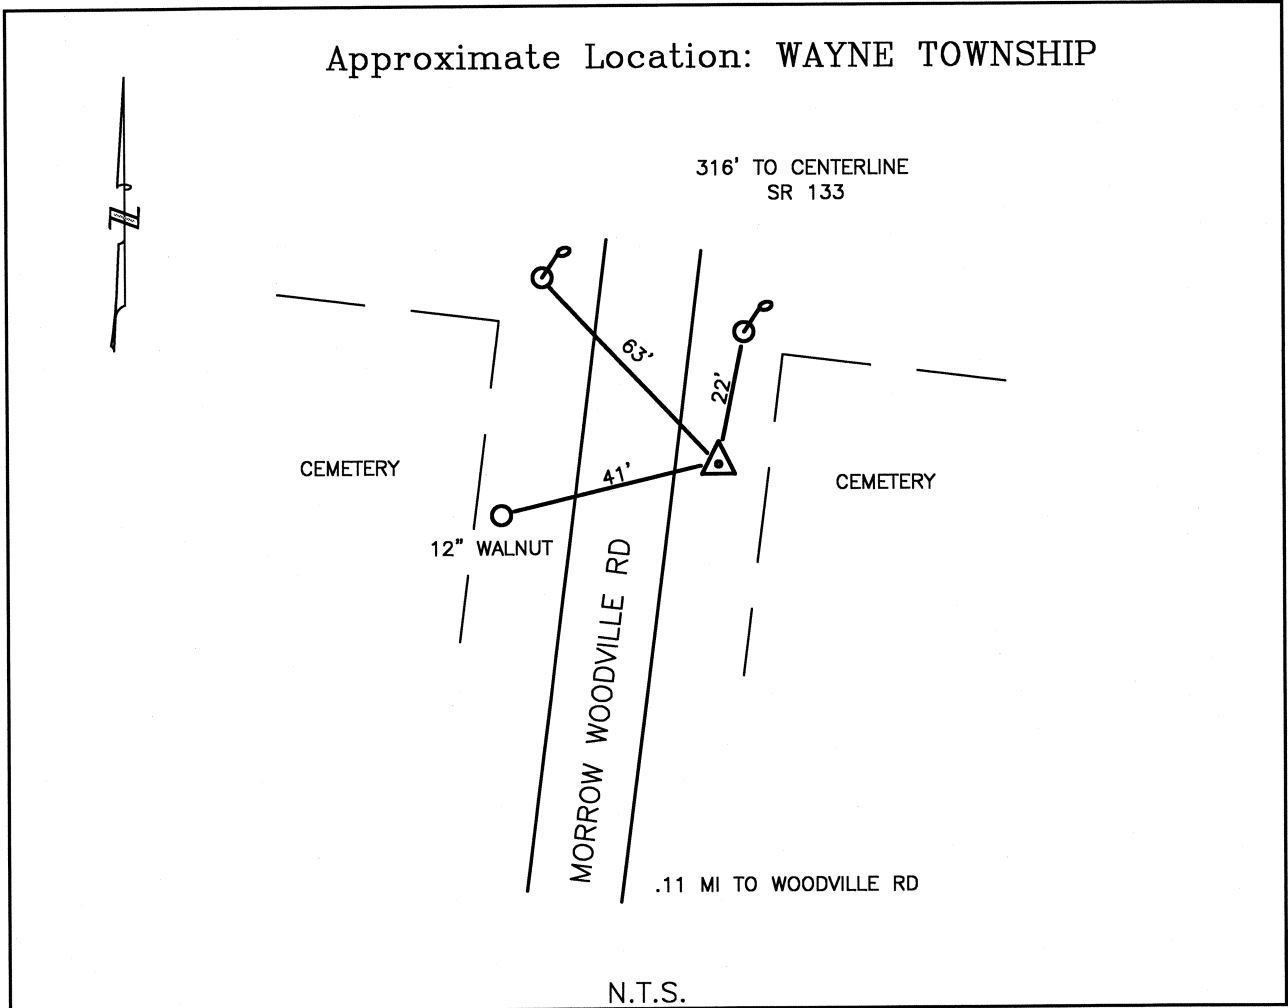 Approximate Location: WAYNE TOWNSHIP
N
316' TO CENTERLINE
SR 133
63'
22'
41'
CEMETERY
CEMETERY
12" WALNUT
MORROW WOODVILLE RD
.11 MI TO WOODVILLE RD
N.T.S.